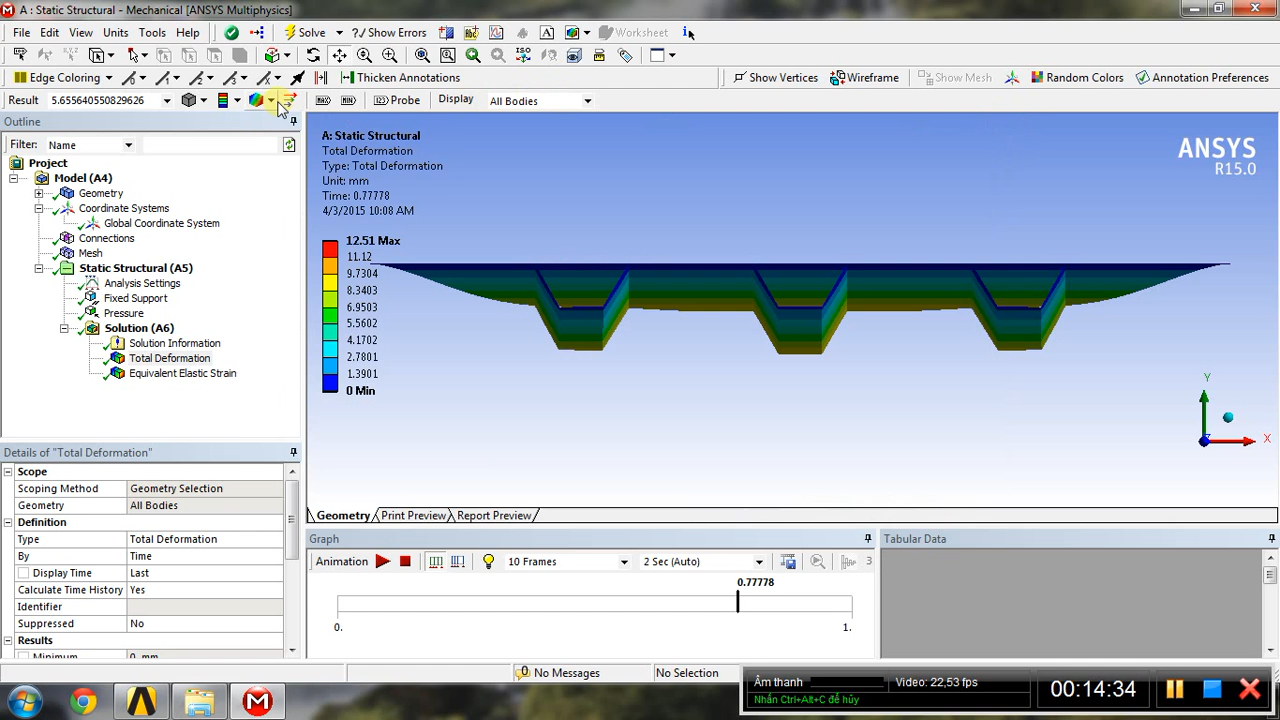 A : Static Structural - Mechanical [ANSYS Multiphysics]
File Edit View Units Tools Help Solve ?/ Show Errors Worksheet
Edge Coloring Thicken Annotations Show Vertices Wireframe Random Colors Annotation Preferences
Result 5.655640550829626 Probe Display All Bodies
Outline
Filter: Name
Project
Model (A4)
Geometry
Coordinate Systems
Global Coordinate System
Connections
Mesh
Static Structural (A5)
Analysis Settings
Fixed Support
Pressure
Solution (A6)
Solution Information
Total Deformation
Equivalent Elastic Strain
Details of "Total Deformation"
Scope
Scoping Method Geometry Selection
Geometry All Bodies
Definition
Type Total Deformation
By Time
Display Time Last
Calculate Time History Yes
Identifier
Suppressed No
Results
Minimum 0. mm
A: Static Structural
Total Deformation
Type: Total Deformation
Unit: mm
Time: 0.77778
4/3/2015 10:08 AM
12.51 Max
11.12
9.7304
8.3403
6.9503
5.5602
4.1702
2.7801
1.3901
0 Min
ANSYS
R15.0
Y
X
Z
Geometry Print Preview Report Preview
Graph
Animation 10 Frames 2 Sec (Auto) 3
0.77778
0. 1.
Tabular Data
0 No Messages No Selection
Âm thanh Video: 22,53 fps
Nhấn Ctrl+Alt+C để hủy
00:14:34